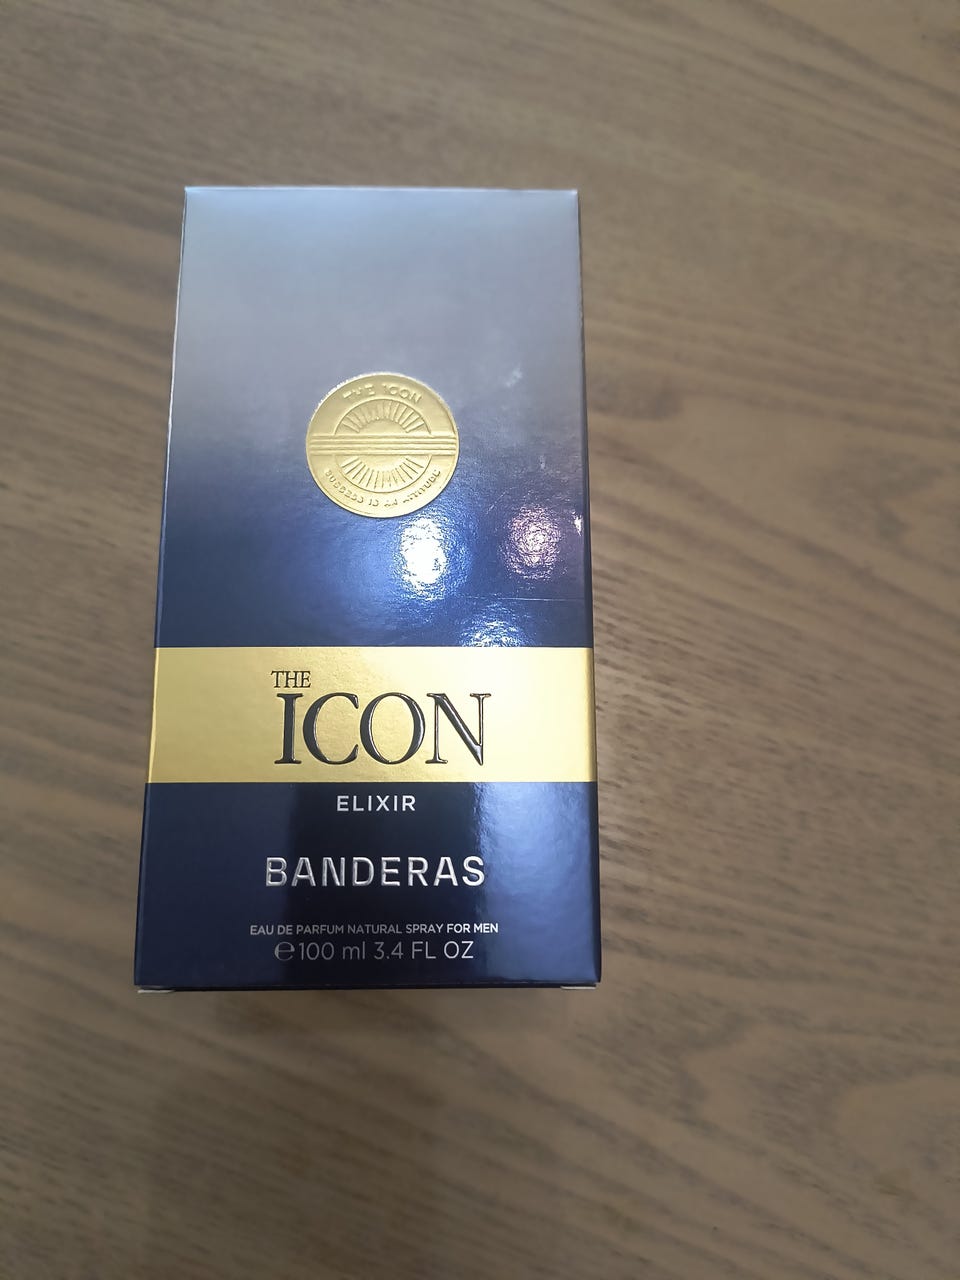 THE ICON
SUCCESS IS AN ATTITUDE
THE
ICON
ELIXIR
BANDERAS
EAU DE PARFUM NATURAL SPRAY FOR MEN
℮100 ml 3.4 FL OZ